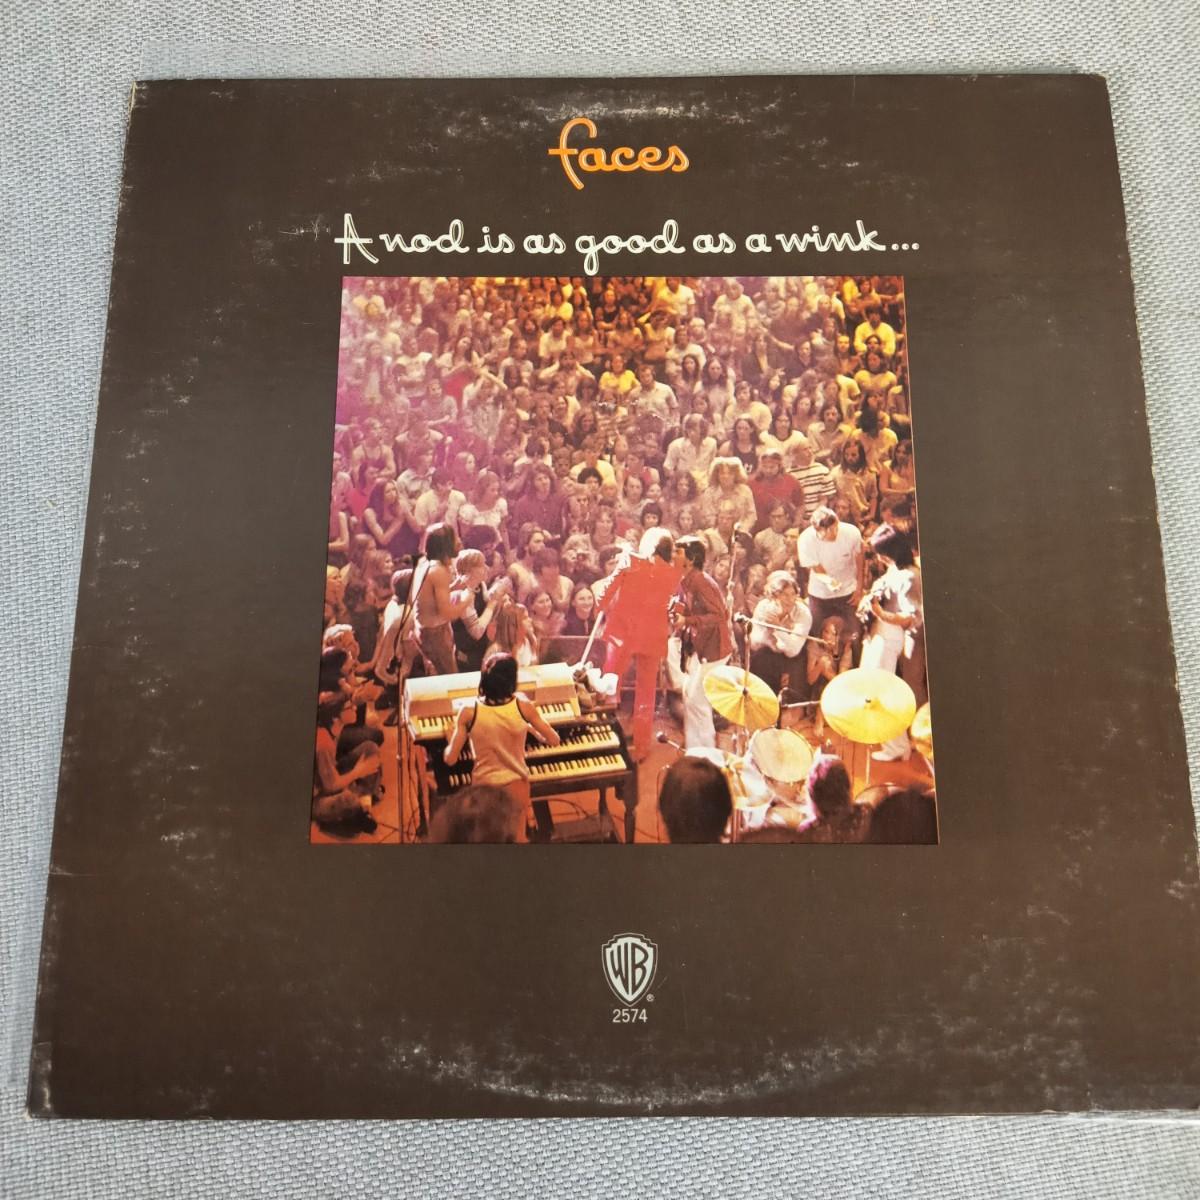 faces
A nod is as good as a wink...
WB
®
2574